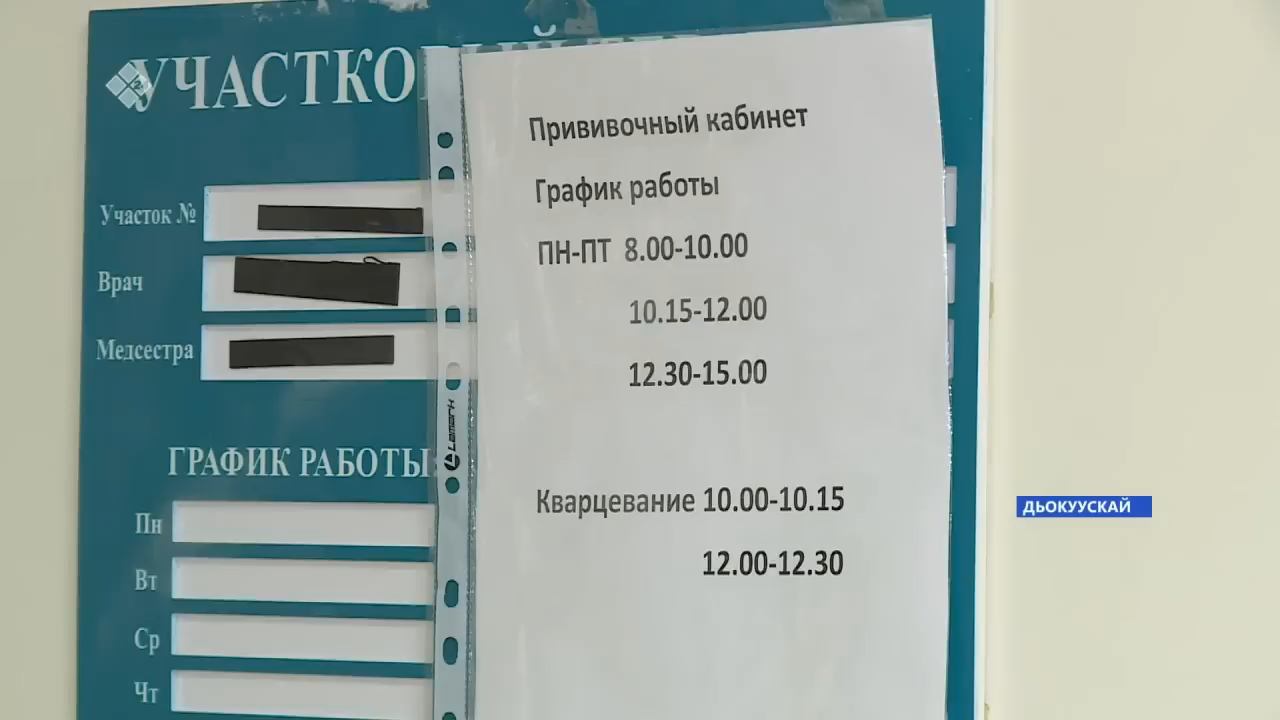 УЧАСТКО
Участок №
Врач
Медсестра
ГРАФИК РАБОТЫ:
Пн
Вт
Ср
Чт
Lamark
Прививочный кабинет
График работы
ПН-ПТ 8.00-10.00
10.15-12.00
12.30-15.00
Кварцевание 10.00-10.15
12.00-12.30
ДЬОКУУСКАЙ